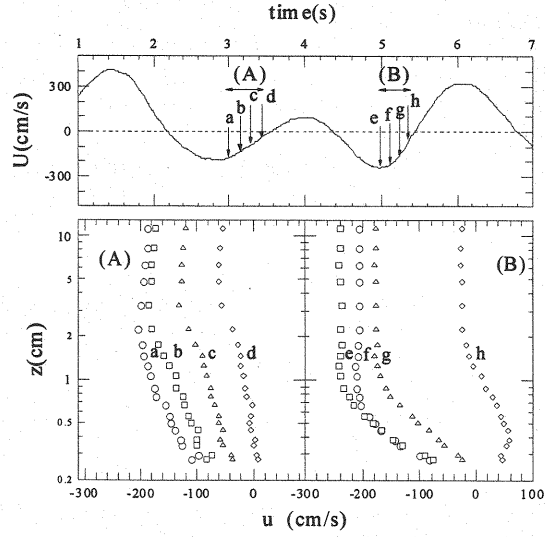 time(s)
1 2 3 4 5 6 7
(A) (B)
a b c d e f g h
U(cm/s)
300
0
-300
(A) (B)
a b c d e f g h
z(cm)
10
5
1
0.5
0.2
-300 -200 -100 0 -300 -200 -100 0 100
u (cm/s)